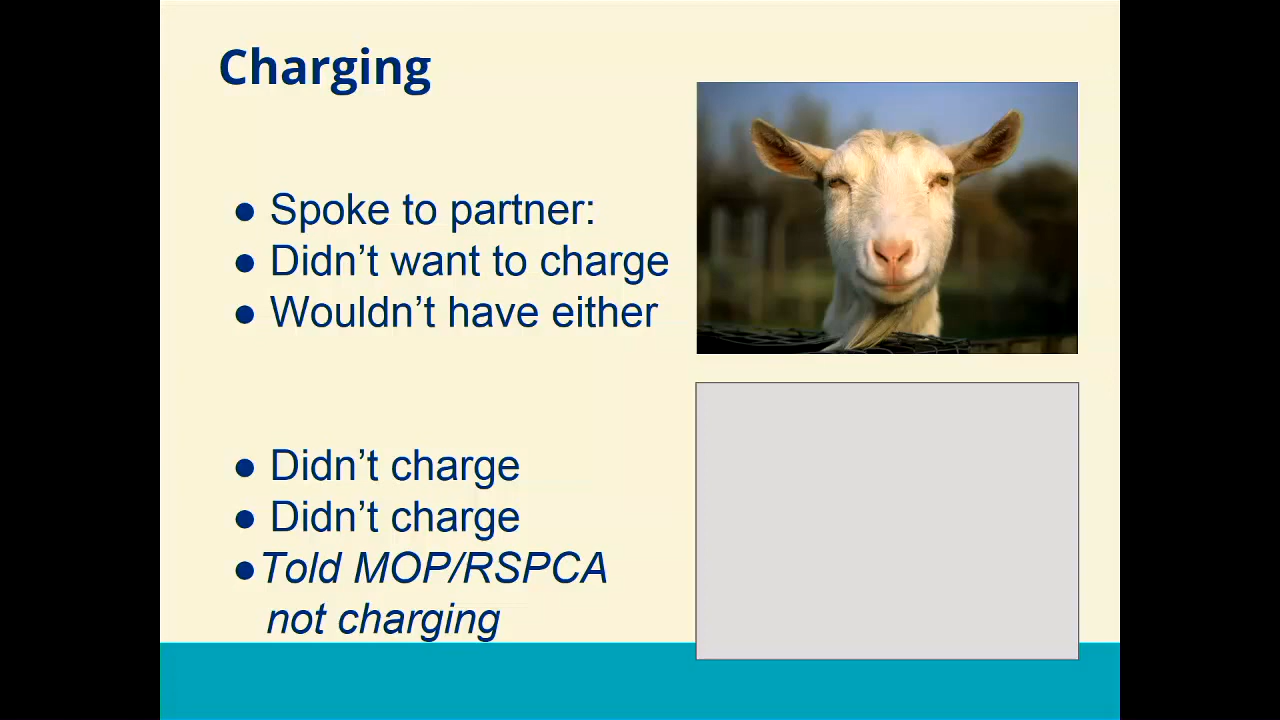 Charging
● Spoke to partner:
● Didn’t want to charge
● Wouldn’t have either
● Didn’t charge
● Didn’t charge
● Told MOP/RSPCA
not charging